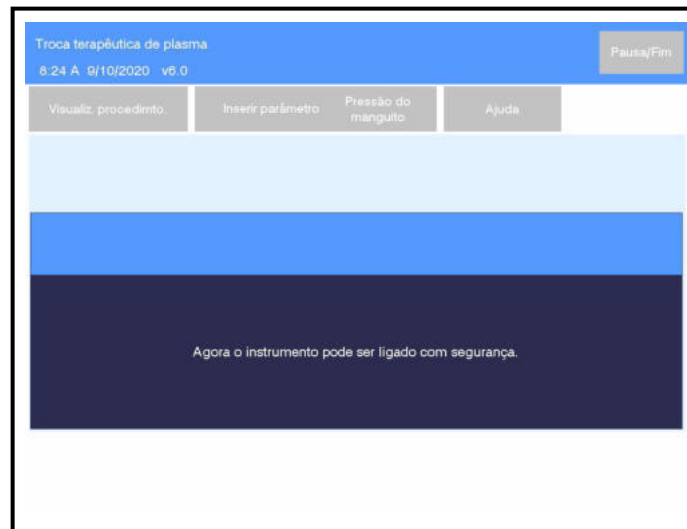 Troca terapêutica de plasma
Pausa/Fim
8:24 A 9/10/2020 v6.0
Visualiz. procedimto.
Inserir parâmetro
Pressão do
manguito
Ajuda
Agora o instrumento pode ser ligado com segurança.